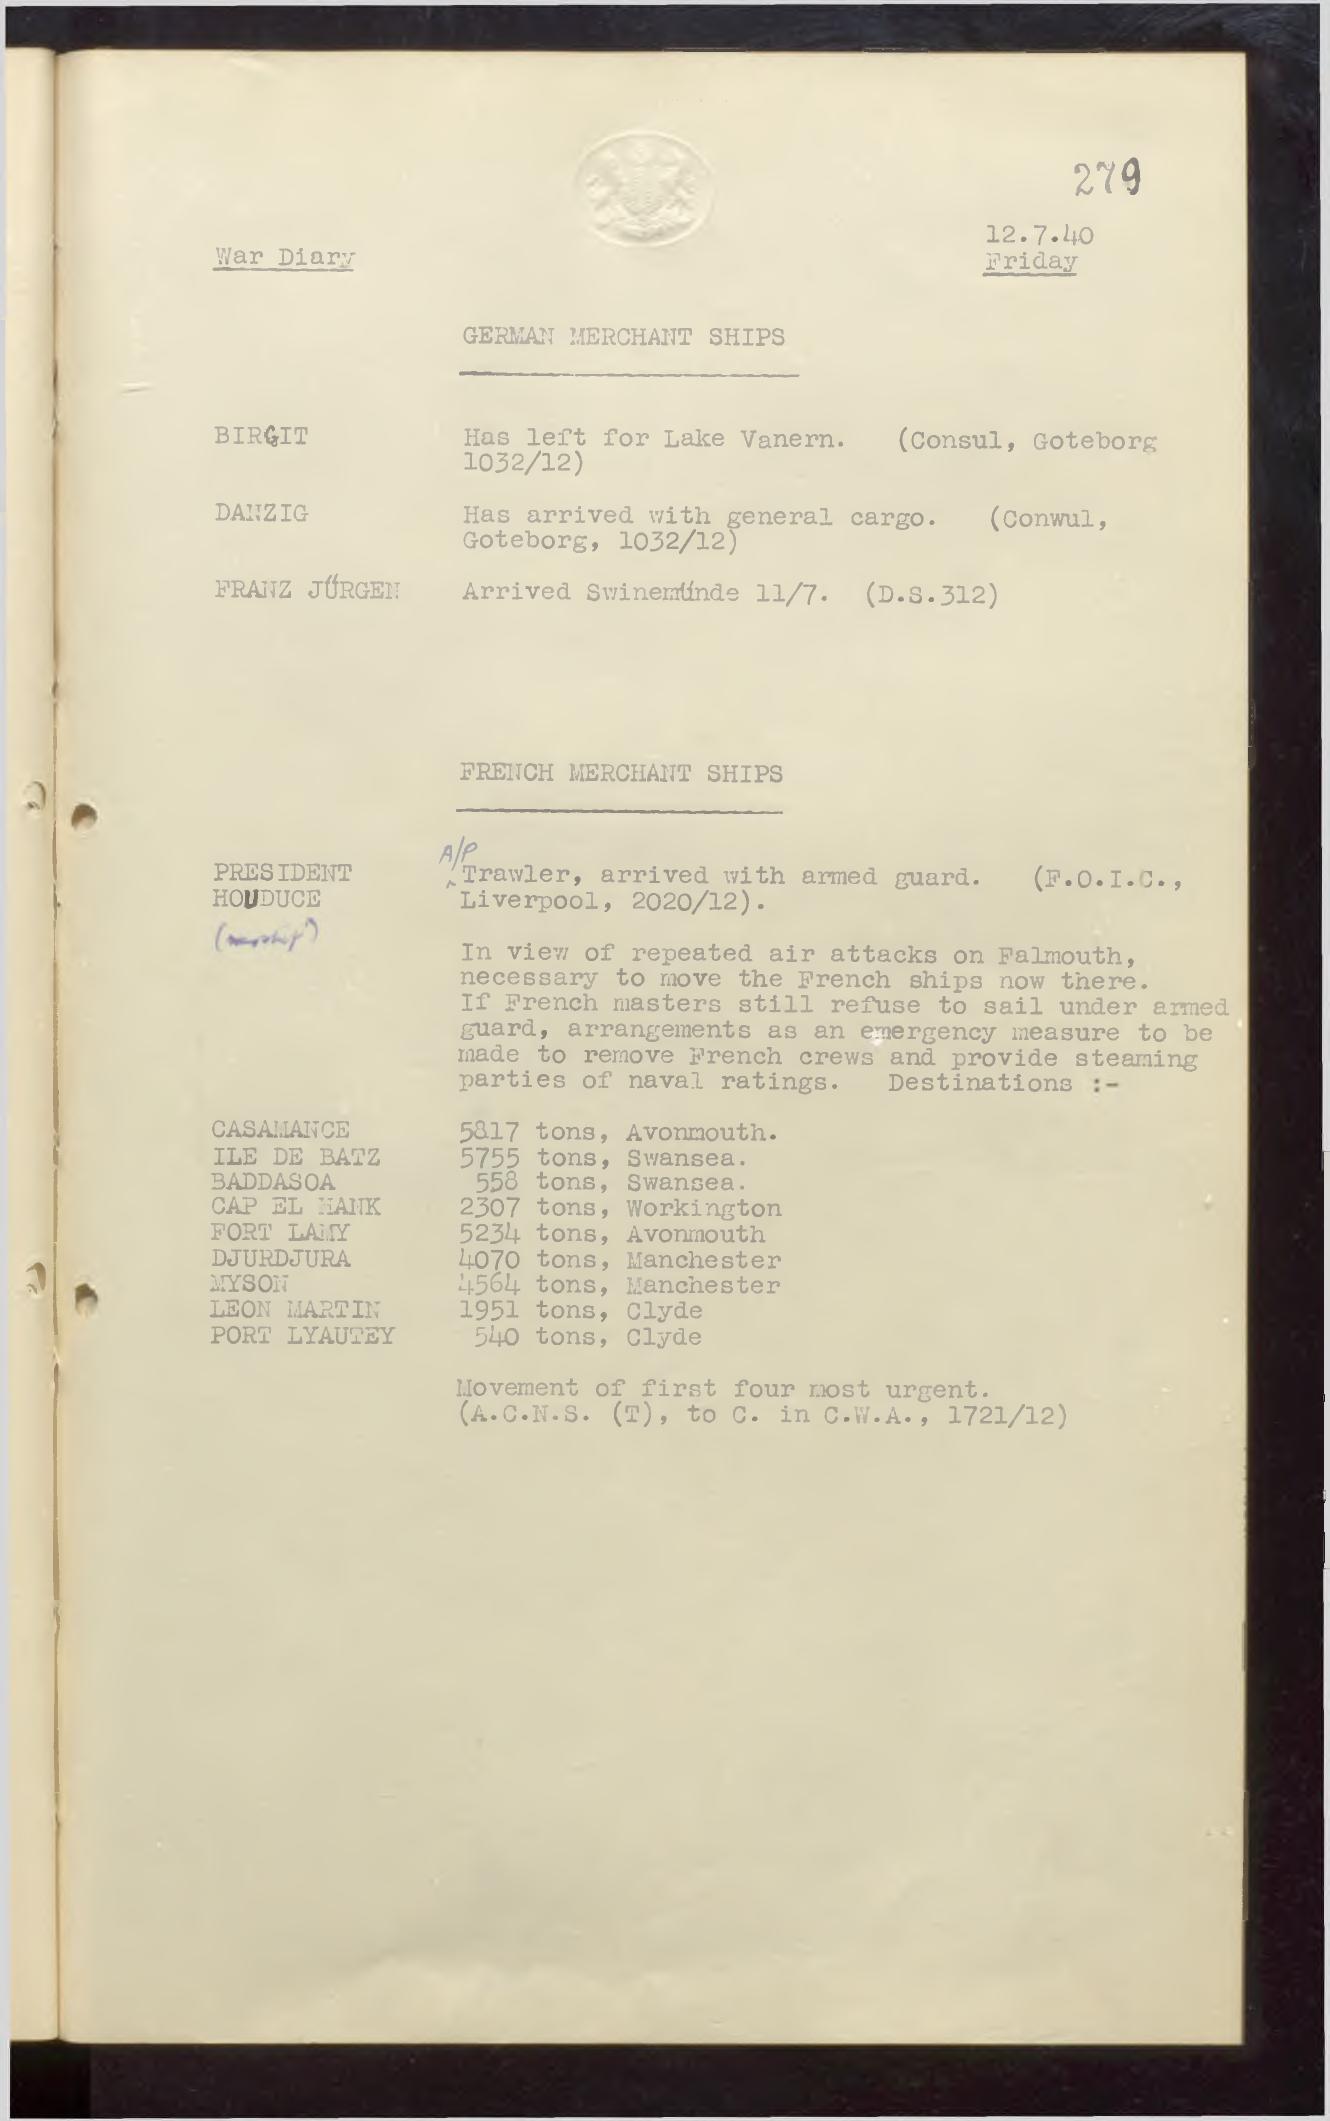 279
12.7.40
War Diary
Friday
GERMAN MERCHANT SHIPS
BIRGIT Has left for Lake Vanern. (Consul, Goteborg
1032/12)
DANZIG Has arrived with general cargo. (Conwul,
Goteborg, 1032/12)
FRANZ JÜRGEN Arrived Swinemünde 11/7. (D.S.312)
FRENCH MERCHANT SHIPS
A/P
PRESIDENT Trawler, arrived with armed guard. (F.O.I.C.,
HOUDUCE Liverpool, 2020/12).
(warship)
In view of repeated air attacks on Falmouth,
necessary to move the French ships now there.
If French masters still refuse to sail under armed
guard, arrangements as an emergency measure to be
made to remove French crews and provide steaming
parties of naval ratings. Destinations :-
CASAMANCE 5817 tons, Avonmouth.
ILE DE BATZ 5755 tons, Swansea.
BADDASOA 558 tons, Swansea.
CAP EL HANK 2307 tons, Workington
FORT LAMY 5234 tons, Avonmouth
DJURDJURA 4070 tons, Manchester
MYSON 4564 tons, Manchester
LEON MARTIN 1951 tons, Clyde
PORT LYAUTEY 540 tons, Clyde
Movement of first four most urgent.
(A.C.N.S. (T), to C. in C.W.A., 1721/12)